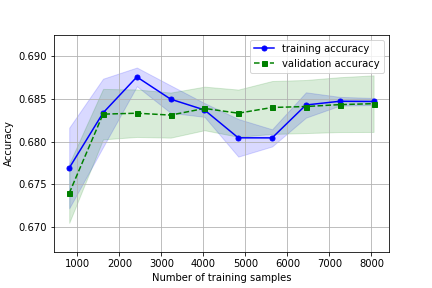 training accuracy
validation accuracy
0.690
0.685
0.680
0.675
0.670
Accuracy
1000 2000 3000 4000 5000 6000 7000 8000
Number of training samples